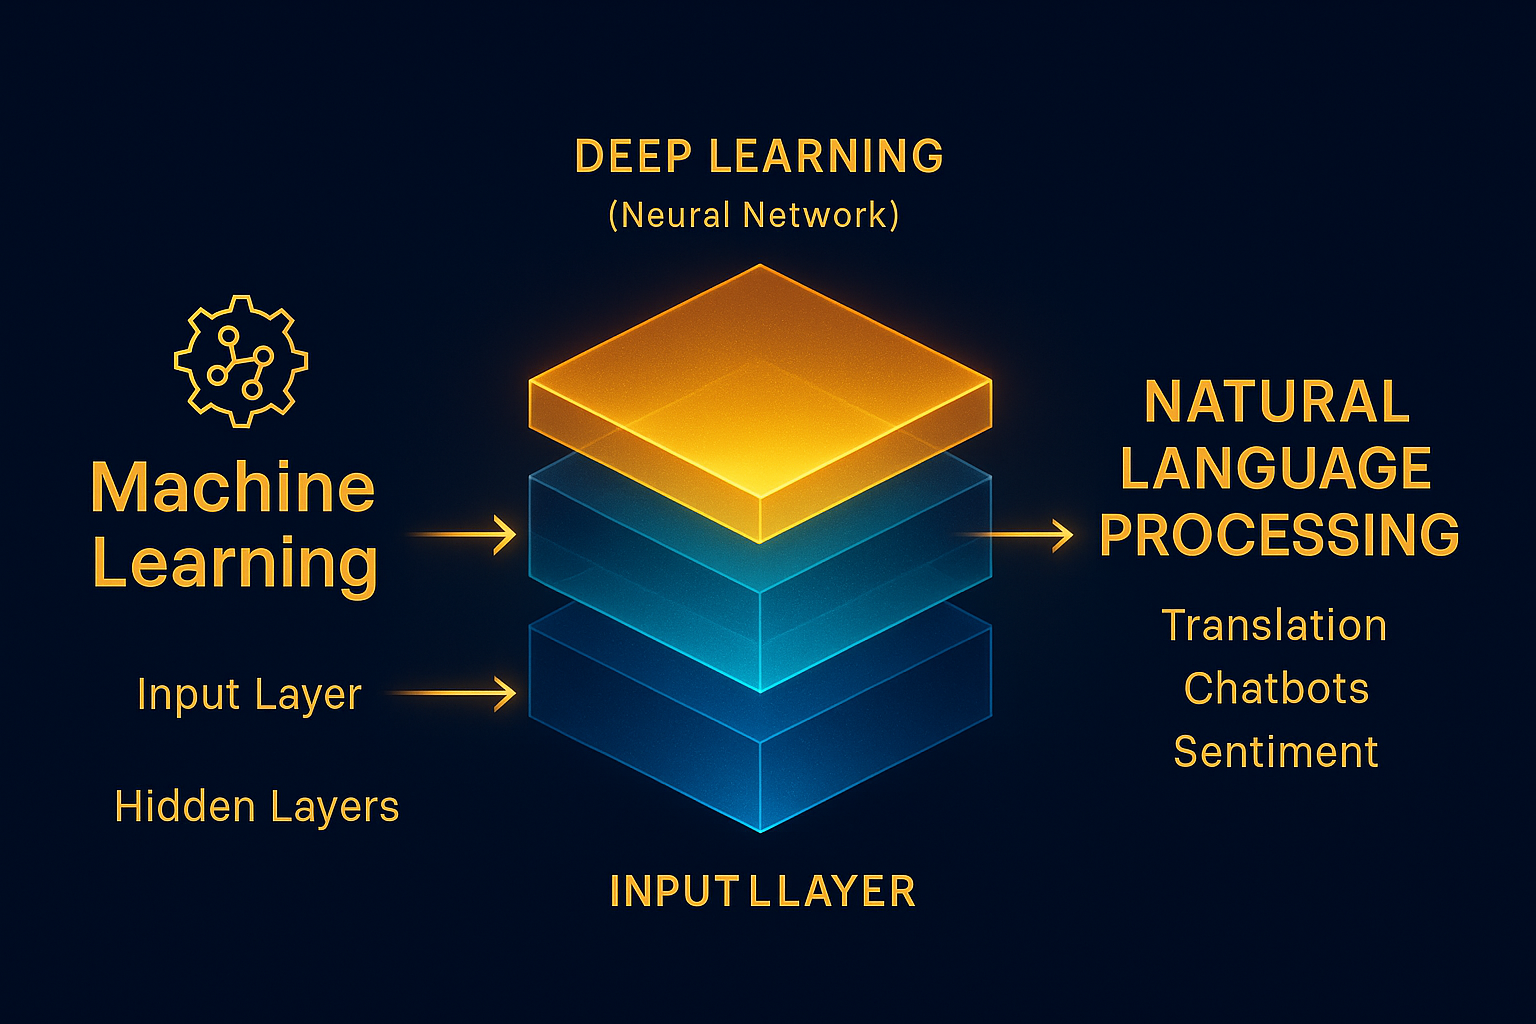 DEEP LEARNING
(Neural Network)
Machine
Learning
Input Layer
Hidden Layers
NATURAL
LANGUAGE
PROCESSING
Translation
Chatbots
Sentiment
INPUT LLAYER